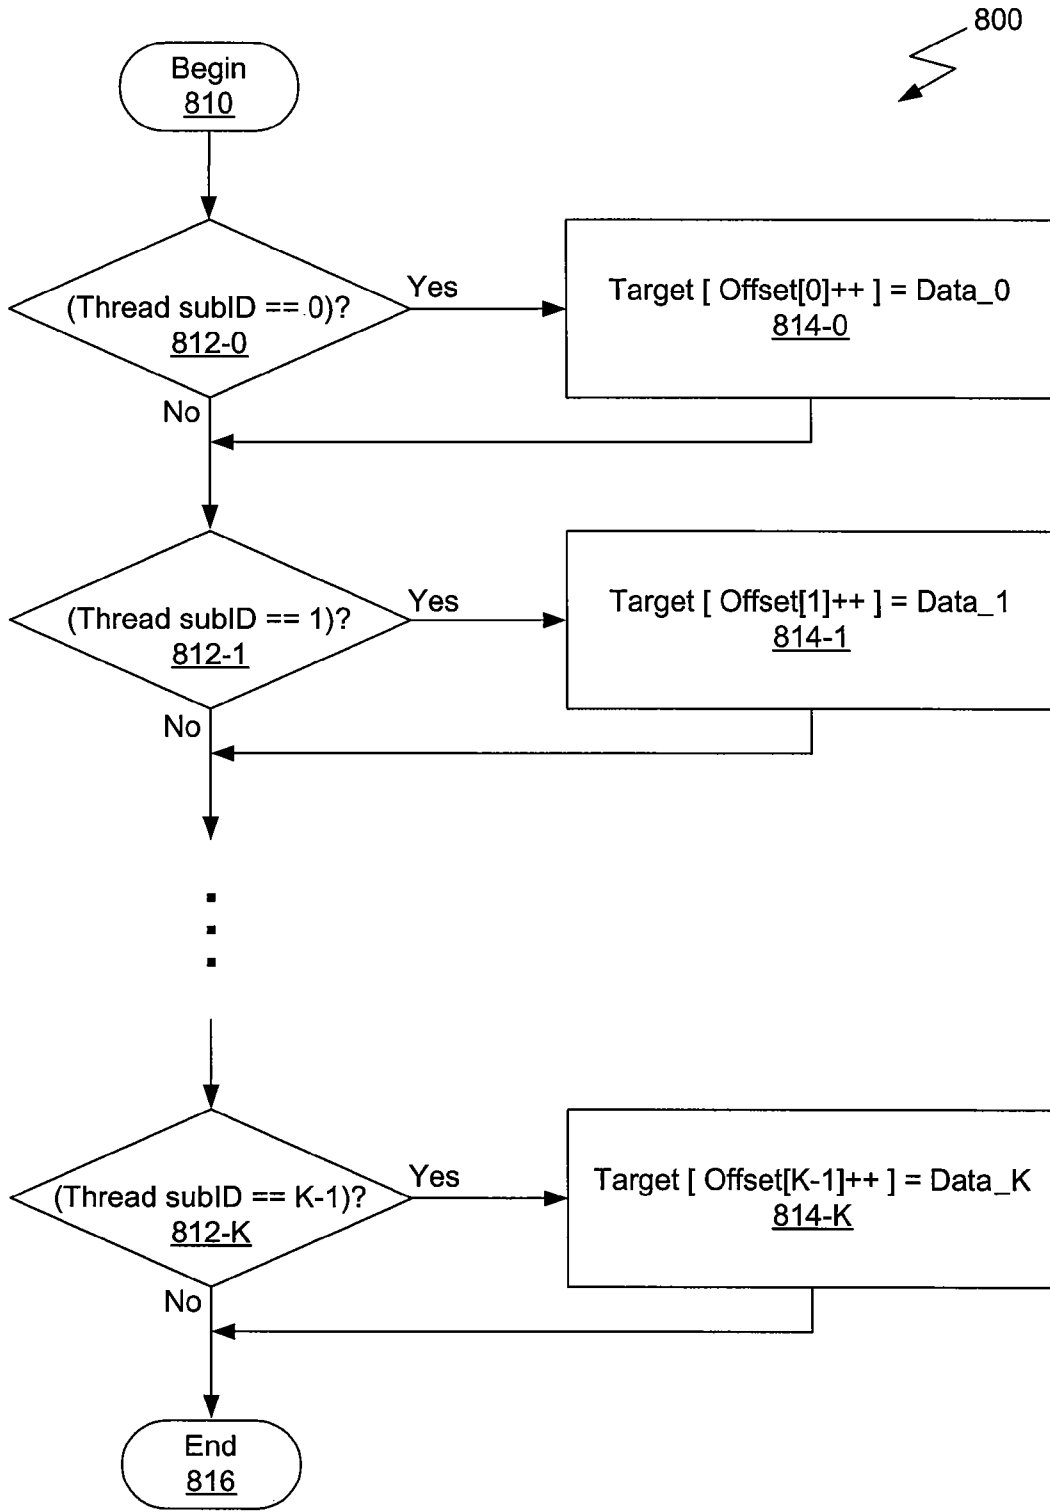 800
Begin
810
(Thread subID == 0)?
812-0
Yes
Target [ Offset[0]++ ] = Data_0
814-0
No
(Thread subID == 1)?
812-1
Yes
Target [ Offset[1]++ ] = Data_1
814-1
No
(Thread subID == K-1)?
812-K
Yes
Target [ Offset[K-1]++ ] = Data_K
814-K
No
End
816